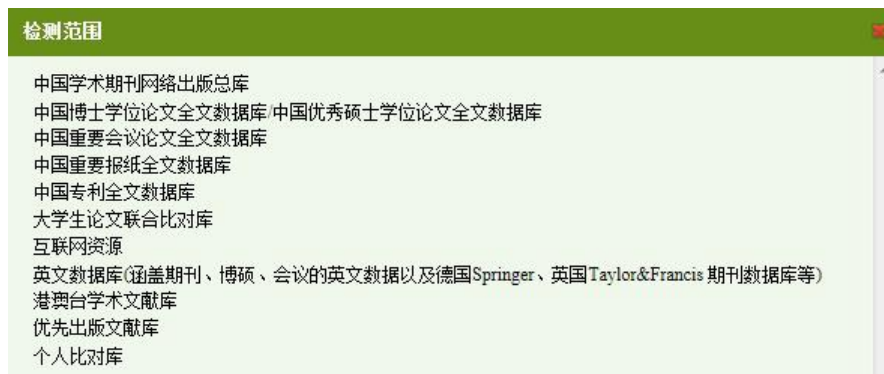 检测范围
中国学术期刊网络出版总库
中国博士学位论文全文数据库/中国优秀硕士学位论文全文数据库
中国重要会议论文全文数据库
中国重要报纸全文数据库
中国专利全文数据库
大学生论文联合比对库
互联网资源
英文数据库(涵盖期刊、博硕、会议的英文数据以及德国Springer、英国Taylor&Francis 期刊数据库等)
港澳台学术文献库
优先出版文献库
个人比对库